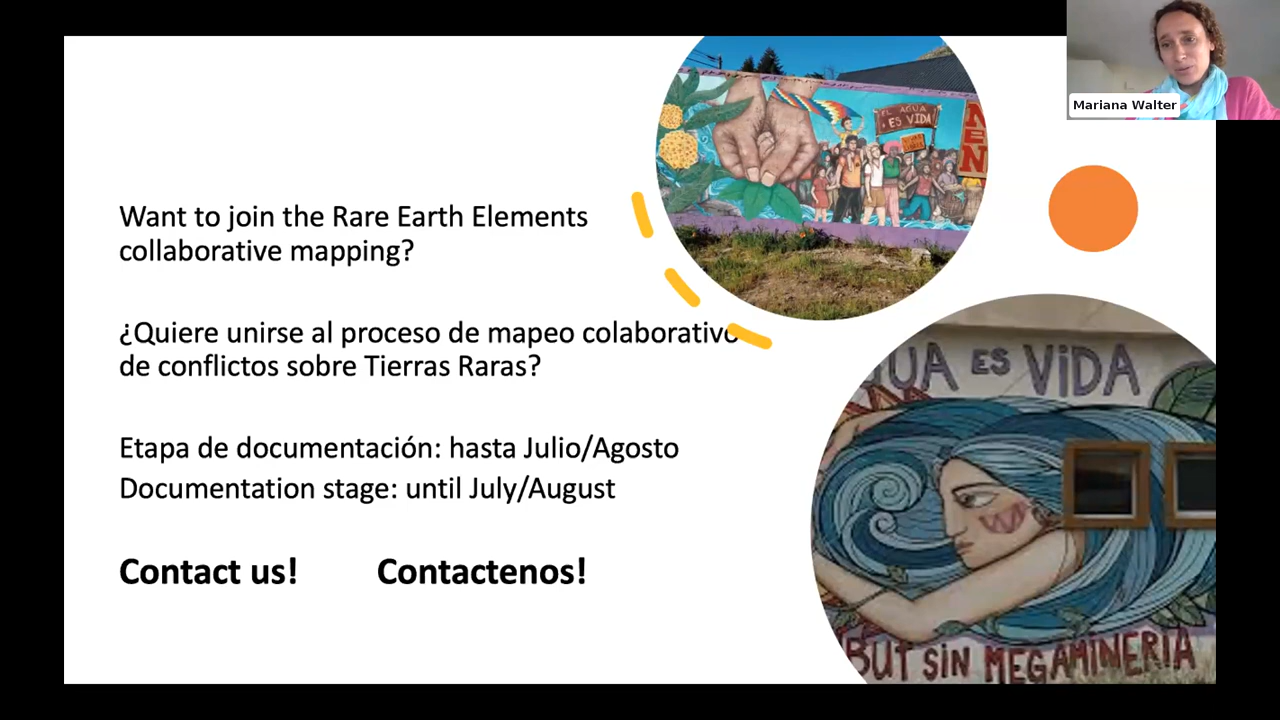 Mariana Walter
EL AGUA
ES VIDA!
Want to join the Rare Earth Elements
collaborative mapping?
¿Quiere unirse al proceso de mapeo colaborativo
de conflictos sobre Tierras Raras?
Etapa de documentación: hasta Julio/Agosto
Documentation stage: until July/August
Contact us! Contactenos!
UA ES ViDA
BUT SiN MEGAMiNERiA